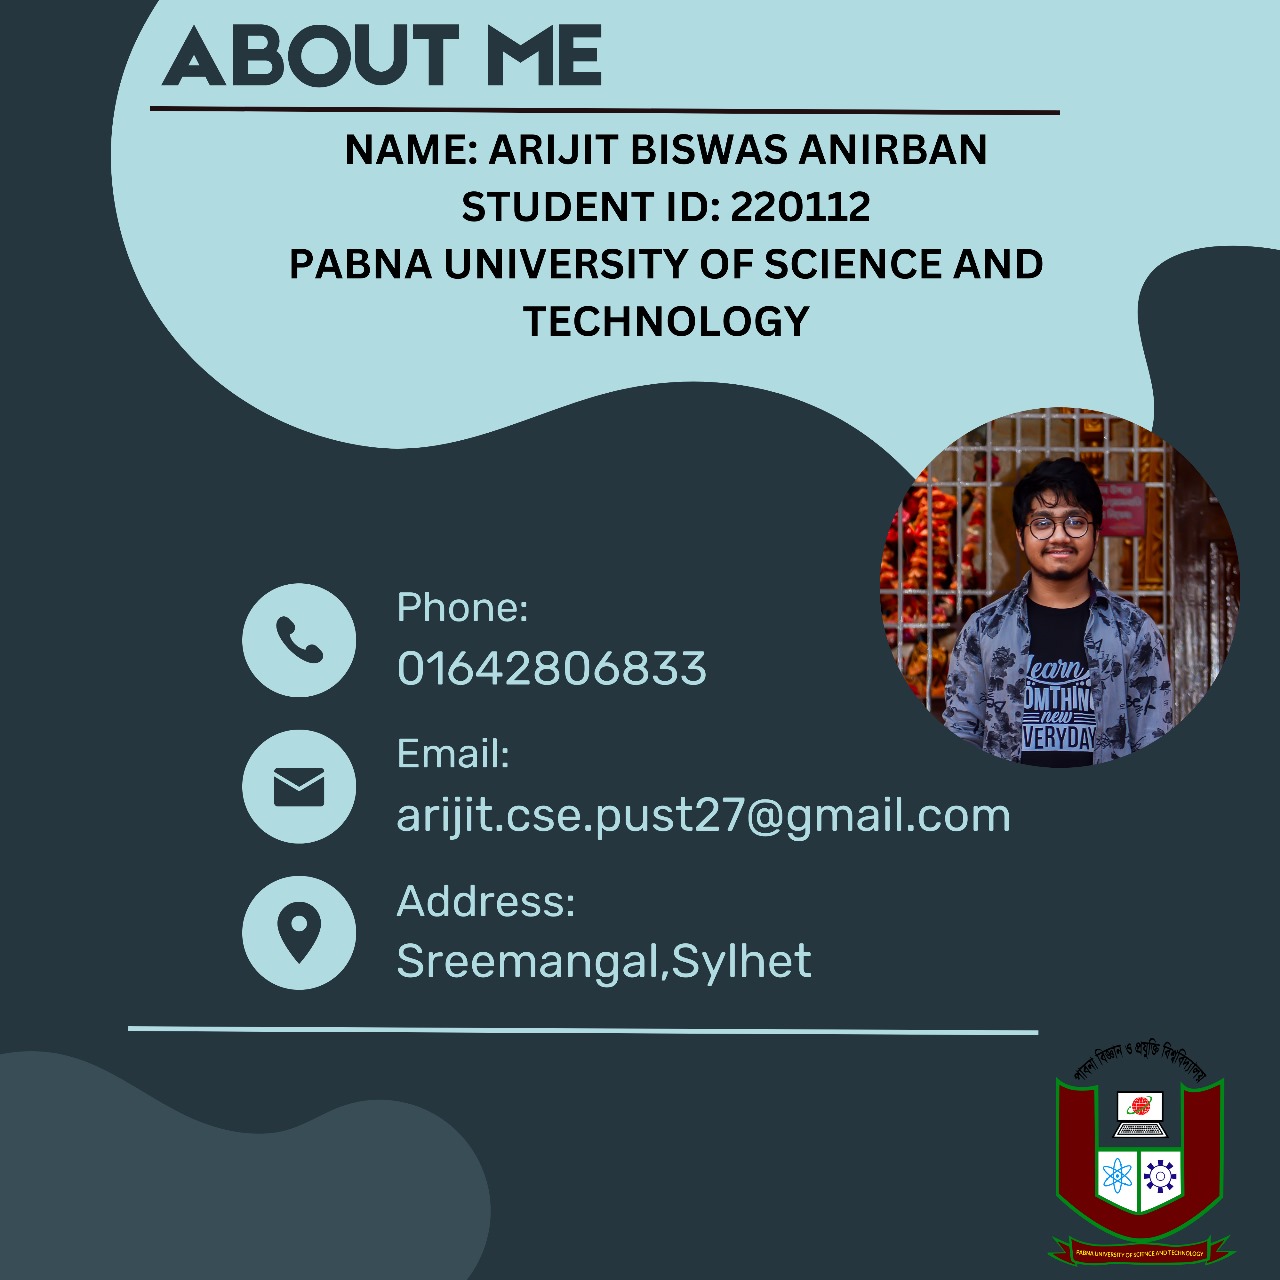 ABOUT ME
NAME: ARIJIT BISWAS ANIRBAN
STUDENT ID: 220112
PABNA UNIVERSITY OF SCIENCE AND
TECHNOLOGY
learn
OMTHIN
new
VERYDAY
Phone:
01642806833
Email:
arijit.cse.pust27@gmail.com
Address:
Sreemangal,Sylhet
পাবনা বিজ্ঞান ও প্রযুক্তি বিশ্ববিদ্যালয়
PABNA UNIVERSITY OF SCIENCE AND TECHNOLOGY